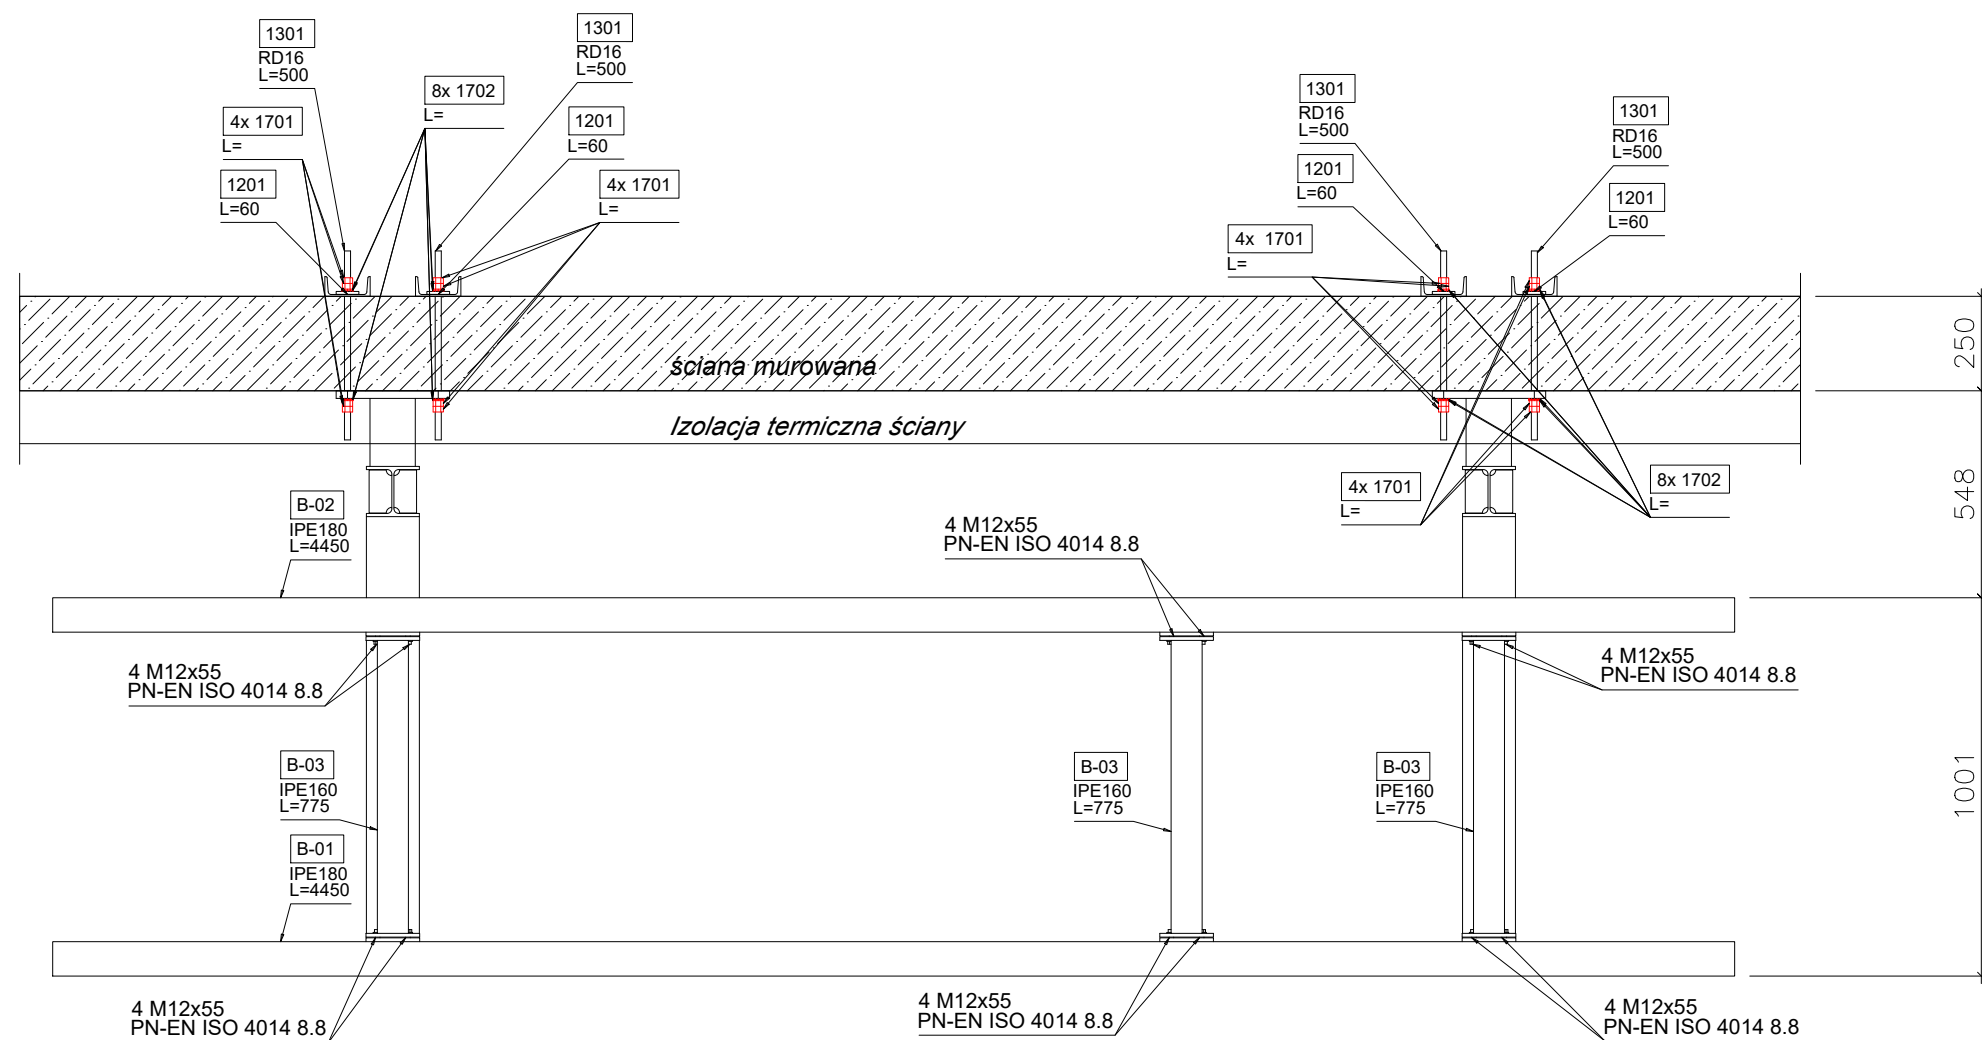 1301
RD16
L=500
1301
RD16
L=500
8x 1702
L=
4x 1701
L=
1201
L=60
1201
L=60
4x 1701
L=
1301
RD16
L=500
1301
RD16
L=500
1201
L=60
1201
L=60
4x  1701
L=
ściana murowana
250
Izolacja termiczna ściany
4x 1701
L=
8x 1702
L=
548
B-02
IPE180
L=4450
4 M12x55
PN-EN ISO 4014 8.8
4 M12x55
PN-EN ISO 4014 8.8
4 M12x55
PN-EN ISO 4014 8.8
B-03
IPE160
L=775
B-03
IPE160
L=775
B-03
IPE160
L=775
1001
B-01
IPE180
L=4450
4 M12x55
PN-EN ISO 4014 8.8
4 M12x55
PN-EN ISO 4014 8.8
4 M12x55
PN-EN ISO 4014 8.8